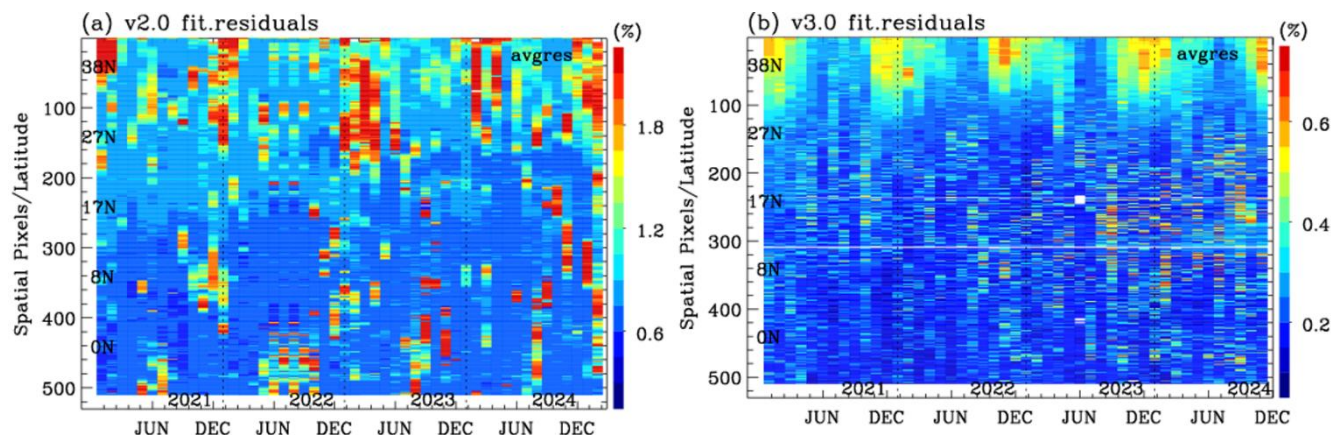 (a) v2.0 fit.residuals (%)
avgres
38N
100
27N
200
17N
300
8N
400
0N
500
Spatial Pixels/Latitude
1.8
1.2
0.6
2021 2022 2023 2024
JUN DEC JUN DEC JUN DEC JUN DEC
(b) v3.0 fit.residuals (%)
avgres
38N
100
27N
200
17N
300
8N
400
0N
500
Spatial Pixels/Latitude
0.6
0.4
0.2
2021 2022 2023 2024
JUN DEC JUN DEC JUN DEC JUN DEC